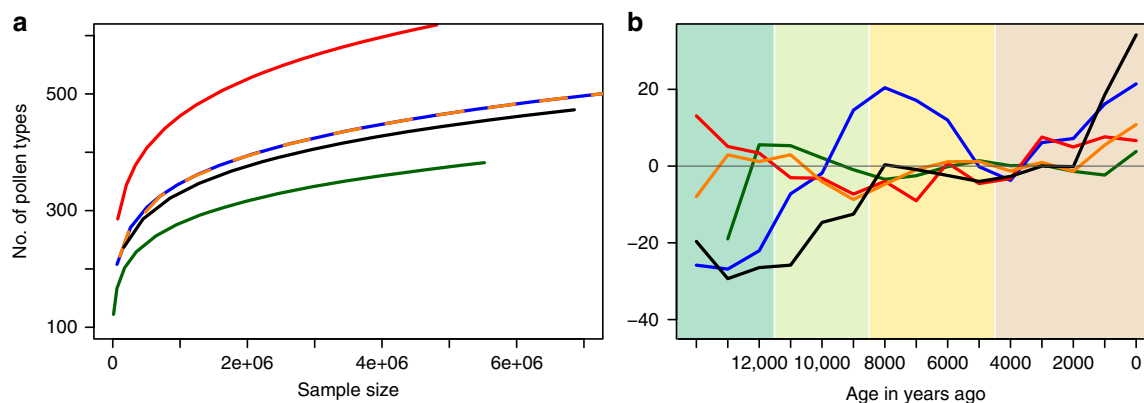 a
No. of pollen types
500
300
100
0
2e+06
4e+06
6e+06
Sample size
b
20
0
−20
−40
12,000 10,000 8000 6000 4000 2000 0
Age in years ago